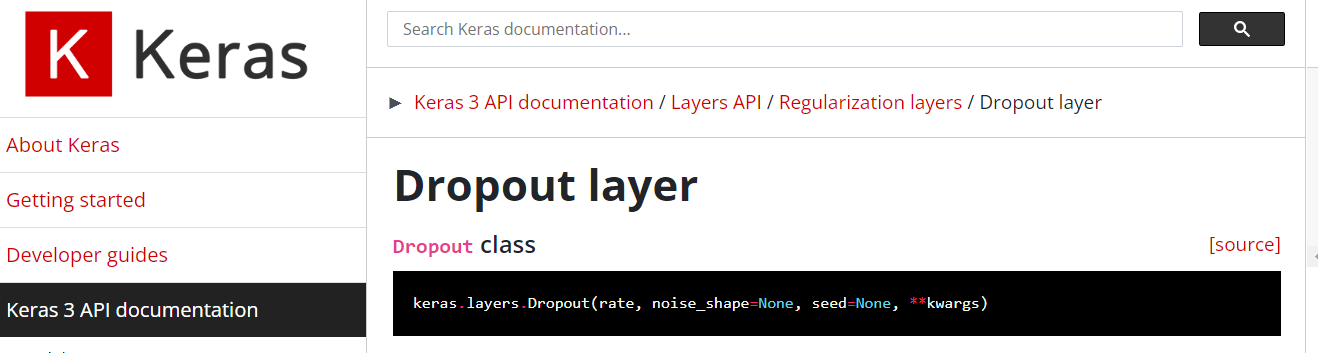 K Keras
Search Keras documentation...
► Keras 3 API documentation / Layers API / Regularization layers / Dropout layer
About Keras
Getting started
Developer guides
Keras 3 API documentation
Dropout layer
Dropout class
[source]
keras.layers.Dropout(rate, noise_shape=None, seed=None, **kwargs)